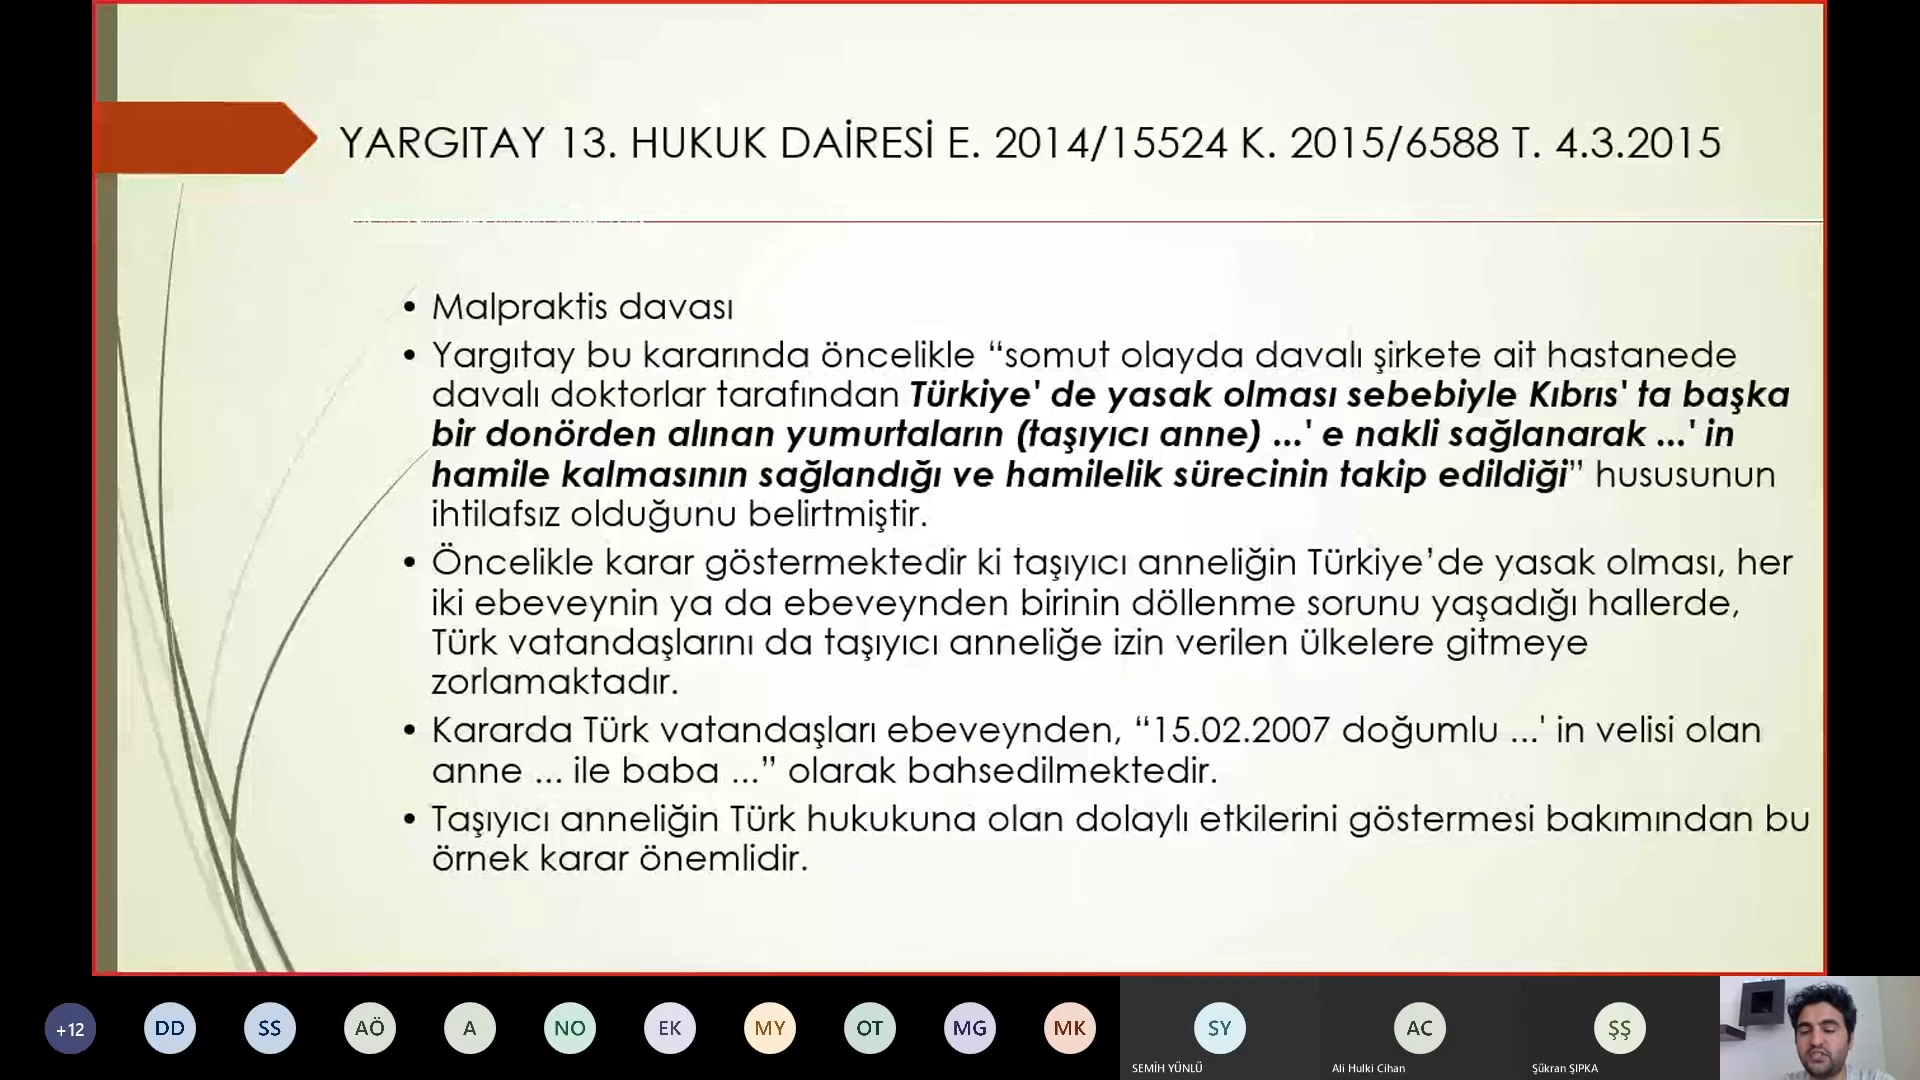 YARGITAY 13. HUKUK DAİRESİ E. 2014/15524 K. 2015/6588 T. 4.3.2015
• Malpraktis davası
• Yargıtay bu kararında öncelikle “somut olayda davalı şirkete ait hastanede
davalı doktorlar tarafından Türkiye' de yasak olması sebebiyle Kıbrıs' ta başka
bir donörden alınan yumurtaların (taşıyıcı anne) ...' e nakli sağlanarak ...' in
hamile kalmasının sağlandığı ve hamilelik sürecinin takip edildiği” hususunun
ihtilafsız olduğunu belirtmiştir.
• Öncelikle karar göstermektedir ki taşıyıcı anneliğin Türkiye’de yasak olması, her
iki ebeveynin ya da ebeveynden birinin döllenme sorunu yaşadığı hallerde,
Türk vatandaşlarını da taşıyıcı anneliğe izin verilen ülkelere gitmeye
zorlamaktadır.
• Kararda Türk vatandaşları ebeveynden, “15.02.2007 doğumlu ...' in velisi olan
anne ... ile baba ...” olarak bahsedilmektedir.
• Taşıyıcı anneliğin Türk hukukuna olan dolaylı etkilerini göstermesi bakımından bu
örnek karar önemlidir.
+12 DD SS AÖ A NO EK MY OT MG MK SY AC ŞŞ
SEMİH YÜNLÜ Ali Hulki Cihan Şükran ŞIPKA